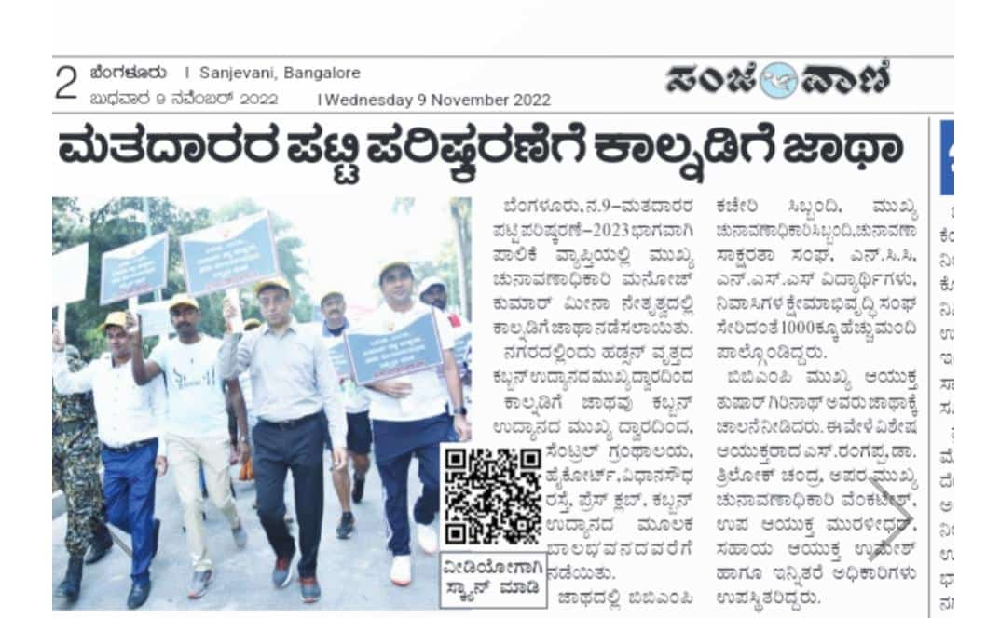 2 ಬೆಂಗಳೂರು | Sanjevani, Bangalore
ಬುಧವಾರ ೯ ನವೆಂಬರ್ ೨೦೨೨ | Wednesday 9 November 2022
ಸಂಜೆ ವಾಣಿ
ಮತದಾರರ ಪಟ್ಟಿ ಪರಿಷ್ಕರಣೆಗೆ ಕಾಲ್ನಡಿಗೆ ಜಾಥಾ
ಬೆಂಗಳೂರು,ನ.9–ಮತದಾರರ
ಪಟ್ಟಿ ಪರಿಷ್ಕರಣೆ–2023 ಭಾಗವಾಗಿ
ಪಾಲಿಕೆ ವ್ಯಾಪ್ತಿಯಲ್ಲಿ ಮುಖ್ಯ
ಚುನಾವಣಾಧಿಕಾರಿ ಮನೋಜ್
ಕುಮಾರ್ ಮೀನಾ ನೇತೃತ್ವದಲ್ಲಿ
ಕಾಲ್ನಡಿಗೆ ಜಾಥಾ ನಡೆಸಲಾಯಿತು.
ನಗರದಲ್ಲಿಂದು ಹಡ್ಸನ್ ವೃತ್ತದ
ಕಬ್ಬನ್ ಉದ್ಯಾನದ ಮುಖ್ಯದ್ವಾರದಿಂದ
ಕಾಲ್ನಡಿಗೆ ಜಾಥವು ಕಬ್ಬನ್
ಉದ್ಯಾನದ ಮುಖ್ಯ ದ್ವಾರದಿಂದ,
ಸೆಂಟ್ರಲ್ ಗ್ರಂಥಾಲಯ,
ಹೈಕೋರ್ಟ್,ವಿಧಾನಸೌಧ
ರಸ್ತೆ, ಪ್ರೆಸ್ ಕ್ಲಬ್, ಕಬ್ಬನ್
ಉದ್ಯಾನದ ಮೂಲಕ
ಬಾಲಭವನದವರೆಗೆ
ನಡೆಯಿತು.
ಜಾಥದಲ್ಲಿ ಬಿಬಿಎಂಪಿ
ಕಚೇರಿ ಸಿಬ್ಬಂದಿ, ಮುಖ್ಯ
ಚುನಾವಣಾಧಿಕಾರಿ ಸಿಬ್ಬಂದಿ,ಚುನಾವಣಾ
ಸಾಕ್ಷರತಾ ಸಂಘ, ಎನ್.ಸಿ.ಸಿ,
ಎನ್.ಎಸ್.ಎಸ್ ವಿದ್ಯಾರ್ಥಿಗಳು,
ನಿವಾಸಿಗಳ ಕ್ಷೇಮಾಭಿವೃದ್ಧಿ ಸಂಘ
ಸೇರಿದಂತೆ 1000ಕ್ಕೂ ಹೆಚ್ಚು ಮಂದಿ
ಪಾಲ್ಗೊಂಡಿದ್ದರು.
ಬಿಬಿಎಂಪಿ ಮುಖ್ಯ ಆಯುಕ್ತ
ತುಷಾರ್ ಗಿರಿನಾಥ್ ಅವರು ಜಾಥಾಕ್ಕೆ
ಚಾಲನೆ ನೀಡಿದರು. ಈ ವೇಳೆ ವಿಶೇಷ
ಆಯುಕ್ತರಾದ ಎಸ್.ರಂಗಪ್ಪ,ಡಾ.
ತ್ರಿಲೋಕ್ ಚಂದ್ರ, ಅಪರ ಮುಖ್ಯ
ಚುನಾವಣಾಧಿಕಾರಿ ವೆಂಕಟೇಶ್,
ಉಪ ಆಯುಕ್ತ ಮುರಳೀಧರ್,
ಸಹಾಯ ಆಯುಕ್ತ ಉಮೇಶ್
ಹಾಗೂ ಇನ್ನಿತರೆ ಅಧಿಕಾರಿಗಳು
ಉಪಸ್ಥಿತರಿದ್ದರು.
ವೀಡಿಯೋಗಾಗಿ
ಸ್ಕ್ಯಾನ್ ಮಾಡಿ